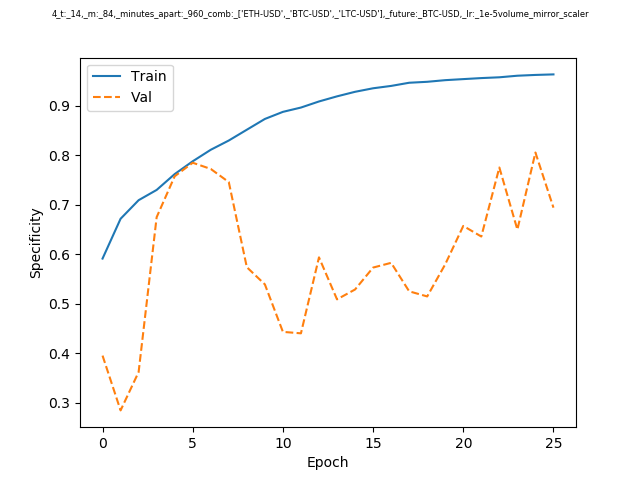 4_t:_14,_m:_84,_minutes_apart:_960_comb:_['ETH-USD',_'BTC-USD',_'LTC-USD'],_future:_BTC-USD,_lr:_1e-5volume_mirror_scaler
Train
Val
0.9
0.8
0.7
0.6
0.5
0.4
0.3
Specificity
0 5 10 15 20 25
Epoch